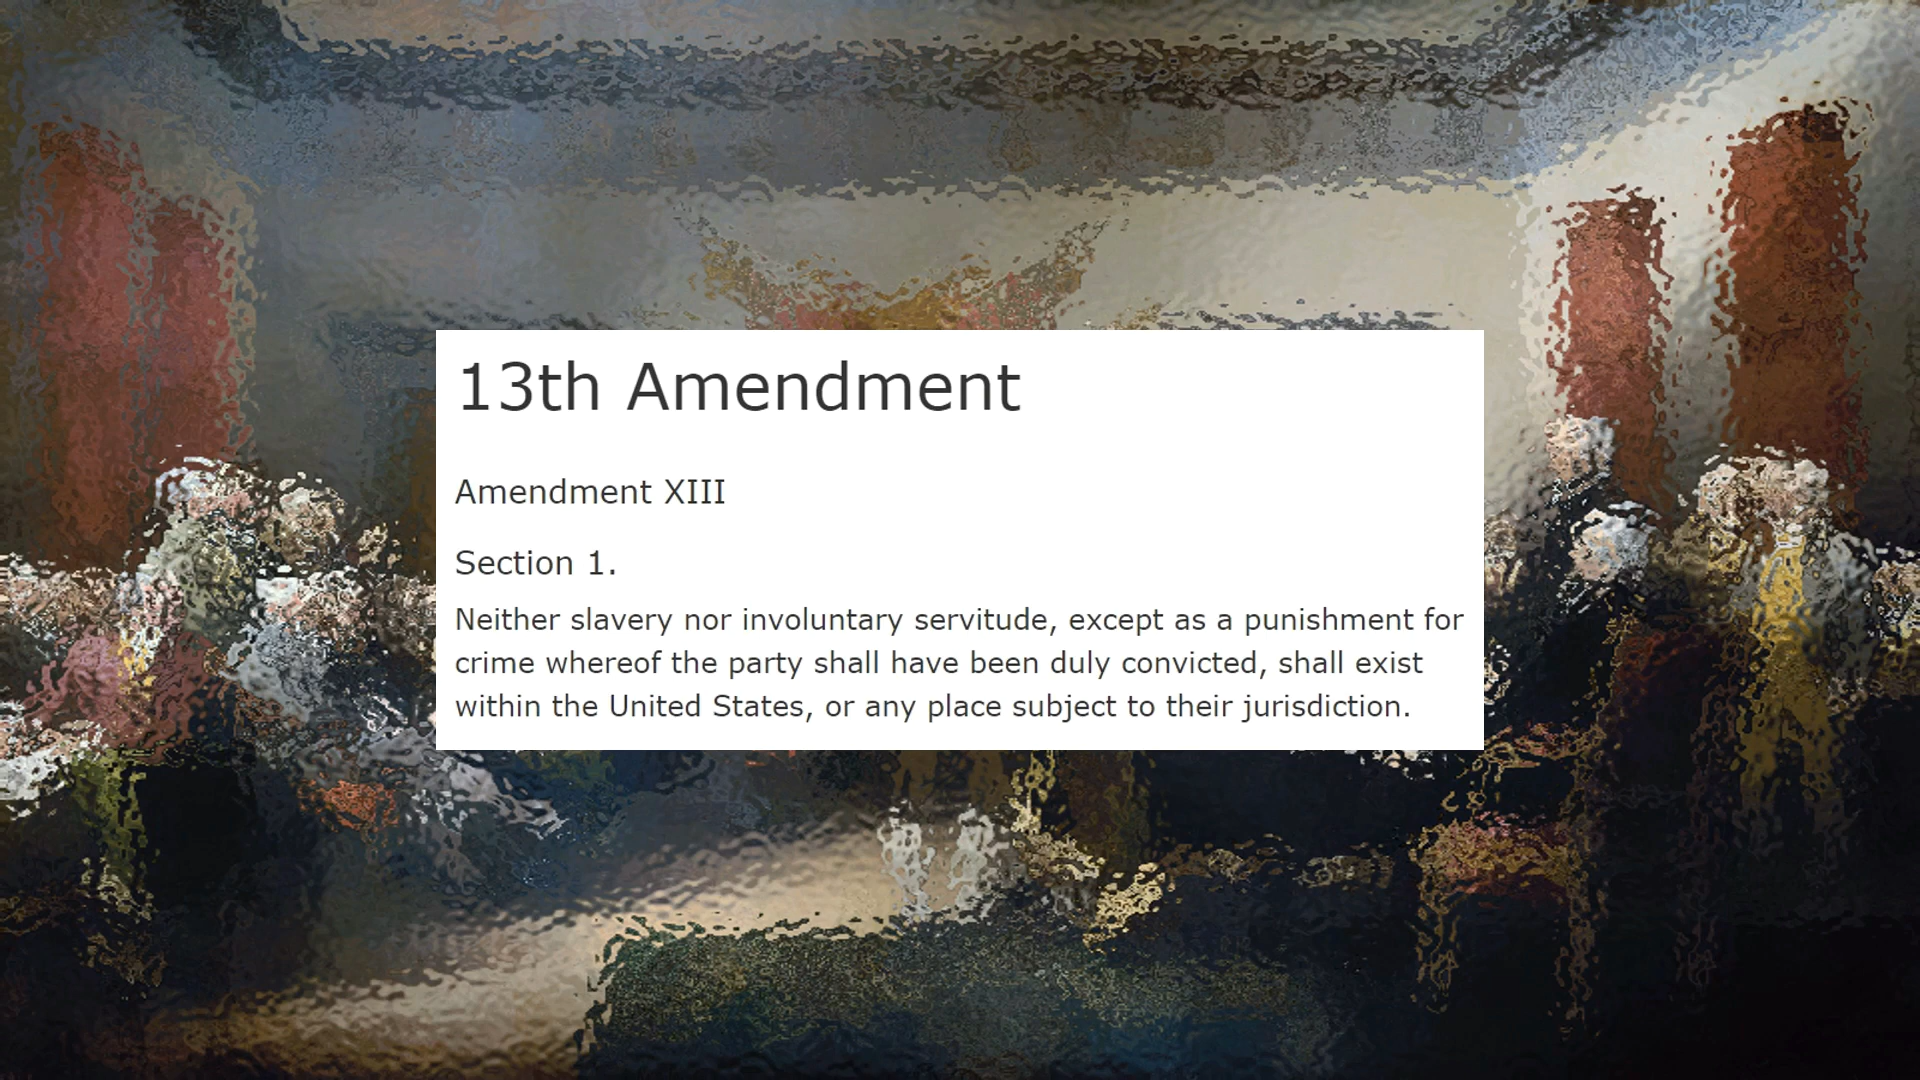 13th Amendment
Amendment XIII
Section 1.
Neither slavery nor involuntary servitude, except as a punishment for
crime whereof the party shall have been duly convicted, shall exist
within the United States, or any place subject to their jurisdiction.